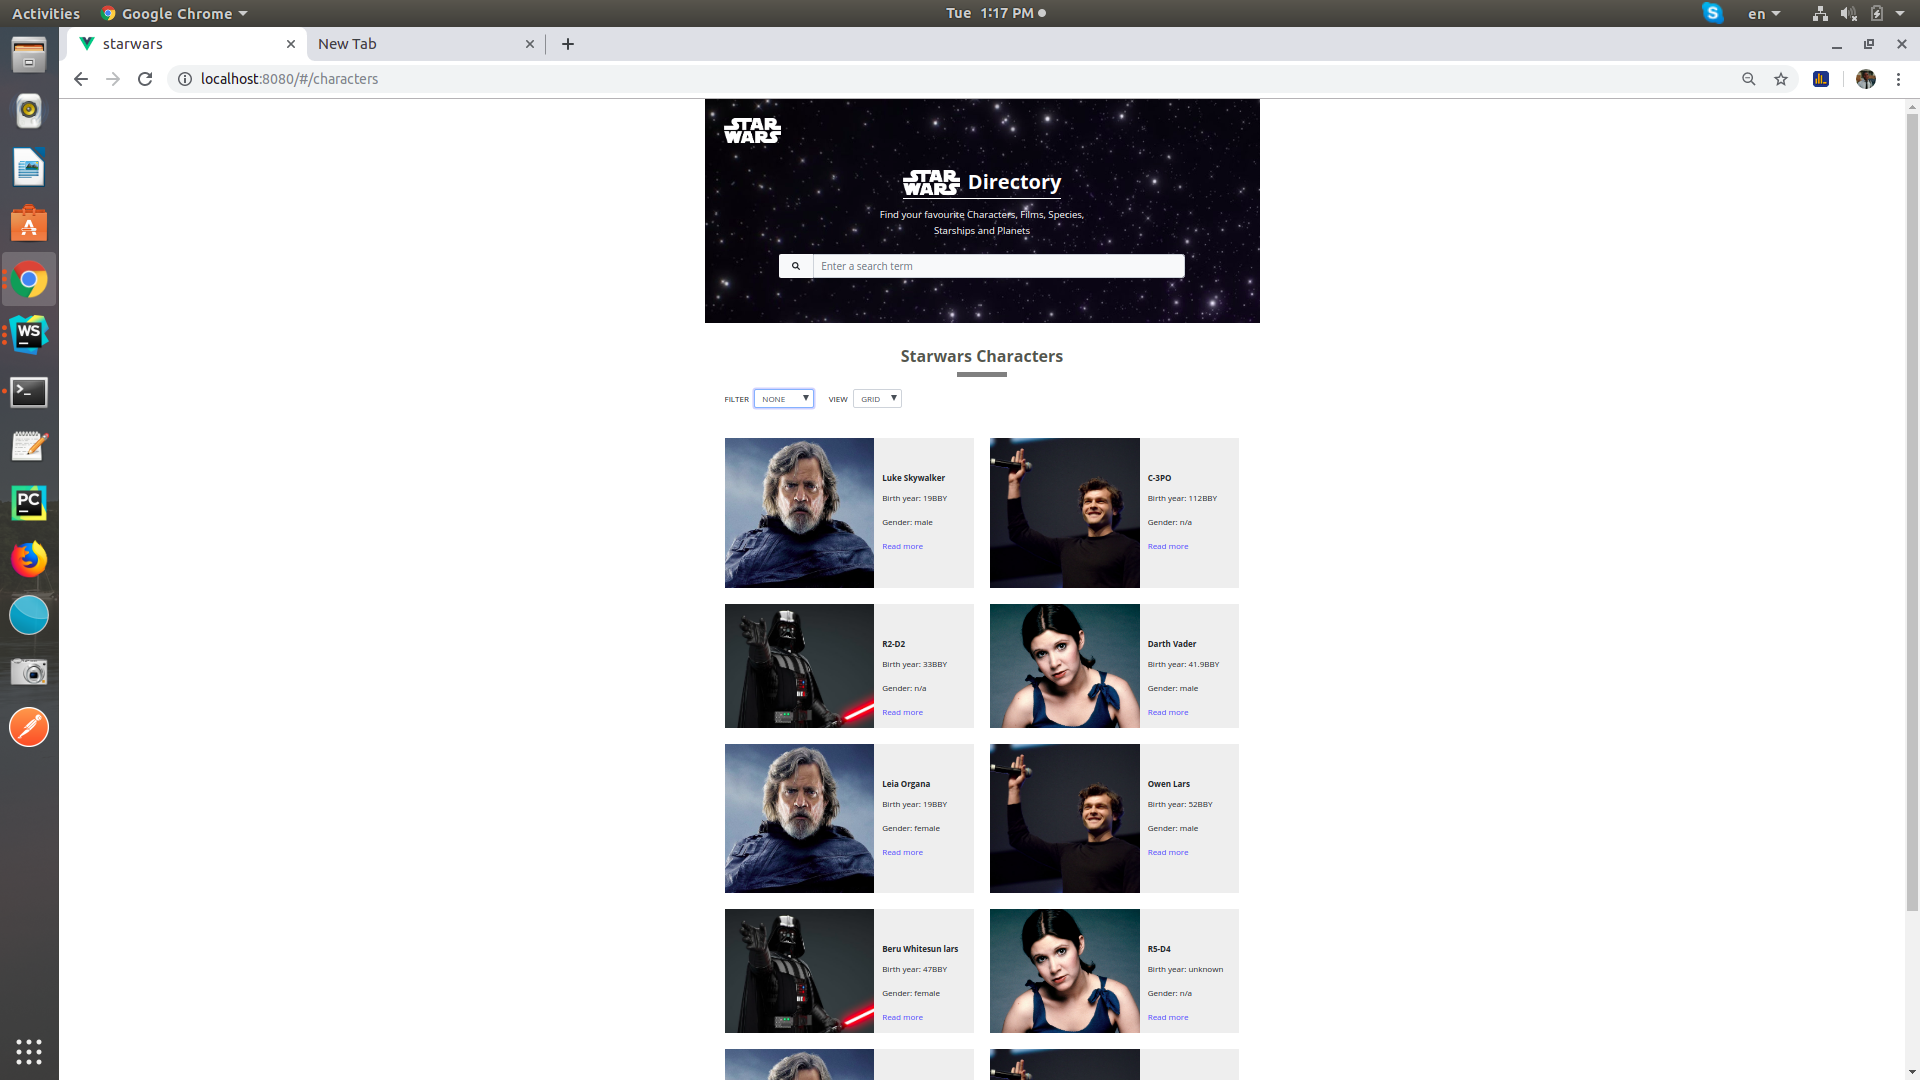 Activities
Google Chrome
Tue 1:17 PM
en
starwars
New Tab
localhost:8080/#/characters
STAR WARS
STAR WARS Directory
Find your favourite Characters, Films, Species,
Starships and Planets
Enter a search term
Starwars Characters
FILTER NONE VIEW GRID
Luke Skywalker
Birth year: 19BBY
Gender: male
Read more
C-3PO
Birth year: 112BBY
Gender: n/a
Read more
R2-D2
Birth year: 33BBY
Gender: n/a
Read more
Darth Vader
Birth year: 41.9BBY
Gender: male
Read more
Leia Organa
Birth year: 19BBY
Gender: female
Read more
Owen Lars
Birth year: 52BBY
Gender: male
Read more
Beru Whitesun lars
Birth year: 47BBY
Gender: female
Read more
R5-D4
Birth year: unknown
Gender: n/a
Read more
WS
PC